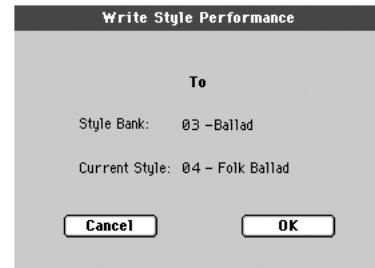 Write Style Performance
To
Style Bank: 03 -Ballad
Current Style: 04 - Folk Ballad
Cancel OK